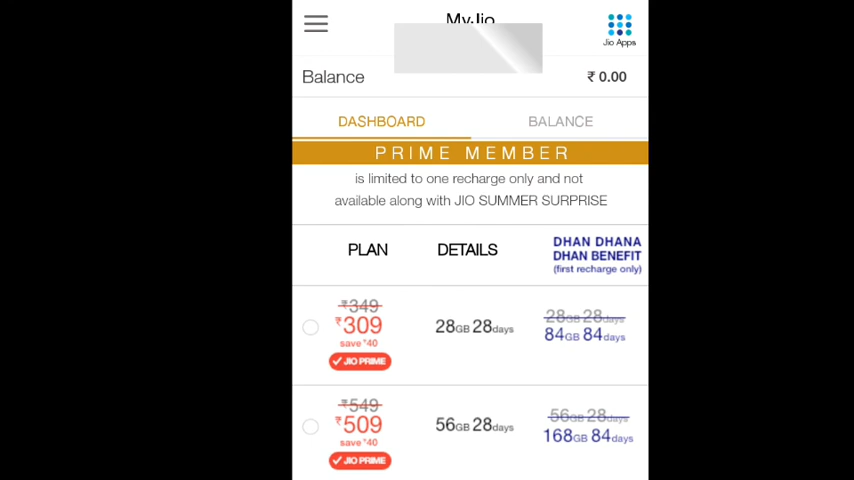 MyJio
Jio Apps
Balance
₹ 0.00
DASHBOARD
BALANCE
PRIME MEMBER
is limited to one recharge only and not
available along with JIO SUMMER SURPRISE
PLAN
DETAILS
DHAN DHANA
DHAN BENEFIT
(first recharge only)
₹349
₹309
save ₹40
✓ JIO PRIME
28GB 28days
28GB 28days
84GB 84days
₹549
₹509
save ₹40
✓ JIO PRIME
56GB 28days
56GB 28days
168GB 84days